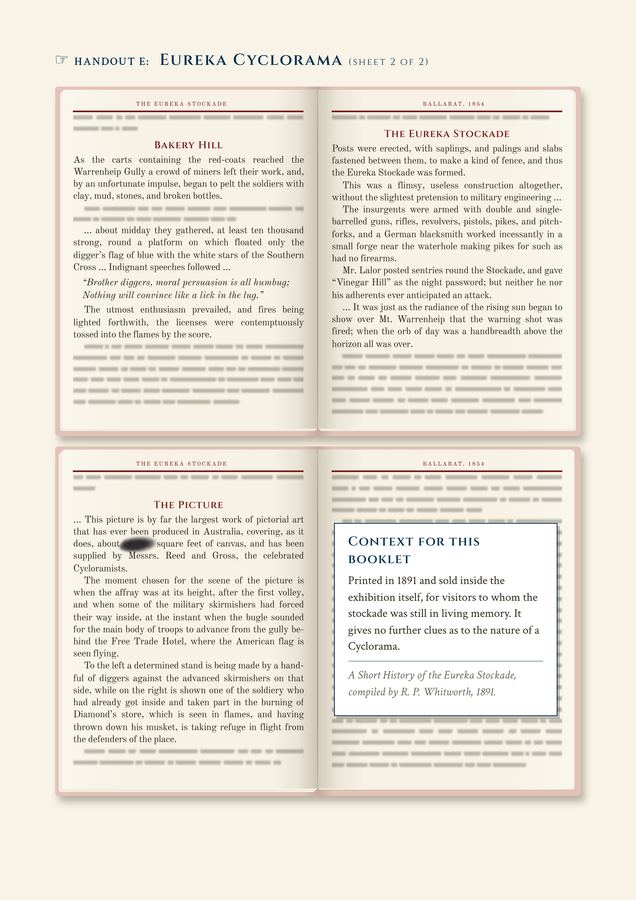 ☞ HANDOUT E: EUREKA CYCLORAMA (SHEET 2 OF 2)
THE EUREKA STOCKADE
BAKERY HILL
As the carts containing the red-coats reached the
Warrenheip Gully a crowd of miners left their work, and,
by an unfortunate impulse, began to pelt the soldiers with
clay, mud, stones, and broken bottles.
... about midday they gathered, at least ten thousand
strong, round a platform on which floated only the
digger's flag of blue with the white stars of the Southern
Cross ... Indignant speeches followed ...
“Brother diggers, moral persuasion is all humbug;
Nothing will convince like a lick in the lug.”
The utmost enthusiasm prevailed, and fires being
lighted forthwith, the licenses were contemptuously
tossed into the flames by the score.
BALLARAT, 1854
THE EUREKA STOCKADE
Posts were erected, with saplings, and palings and slabs
fastened between them, to make a kind of fence, and thus
the Eureka Stockade was formed.
This was a flimsy, useless construction altogether,
without the slightest pretension to military engineering ...
The insurgents were armed with double and single-
barrelled guns, rifles, revolvers, pistols, pikes, and pitch-
forks, and a German blacksmith worked incessantly in a
small forge near the waterhole making pikes for such as
had no firearms.
Mr. Lalor posted sentries round the Stockade, and gave
“Vinegar Hill” as the night password; but neither he nor
his adherents ever anticipated an attack.
... It was just as the radiance of the rising sun began to
show over Mt. Warrenheip that the warning shot was
fired; when the orb of day was a handbreadth above the
horizon all was over.
THE EUREKA STOCKADE
THE PICTURE
... This picture is by far the largest work of pictorial art
that has ever been produced in Australia, covering, as it
does, about square feet of canvas, and has been
supplied by Messrs. Reed and Gross, the celebrated
Cycloramists.
The moment chosen for the scene of the picture is
when the affray was at its height, after the first volley,
and when some of the military skirmishers had forced
their way inside, at the instant when the bugle sounded
for the main body of troops to advance from the gully be-
hind the Free Trade Hotel, where the American flag is
seen flying.
To the left a determined stand is being made by a hand-
ful of diggers against the advanced skirmishers on that
side, while on the right is shown one of the soldiery who
had already got inside and taken part in the burning of
Diamond's store, which is seen in flames, and having
thrown down his musket, is taking refuge in flight from
the defenders of the place.
BALLARAT, 1854
CONTEXT FOR THIS
BOOKLET
Printed in 1891 and sold inside the
exhibition itself, for visitors to whom the
stockade was still in living memory. It
gives no further clues as to the nature of a
Cyclorama.
A Short History of the Eureka Stockade,
compiled by R. P. Whitworth, 1891.